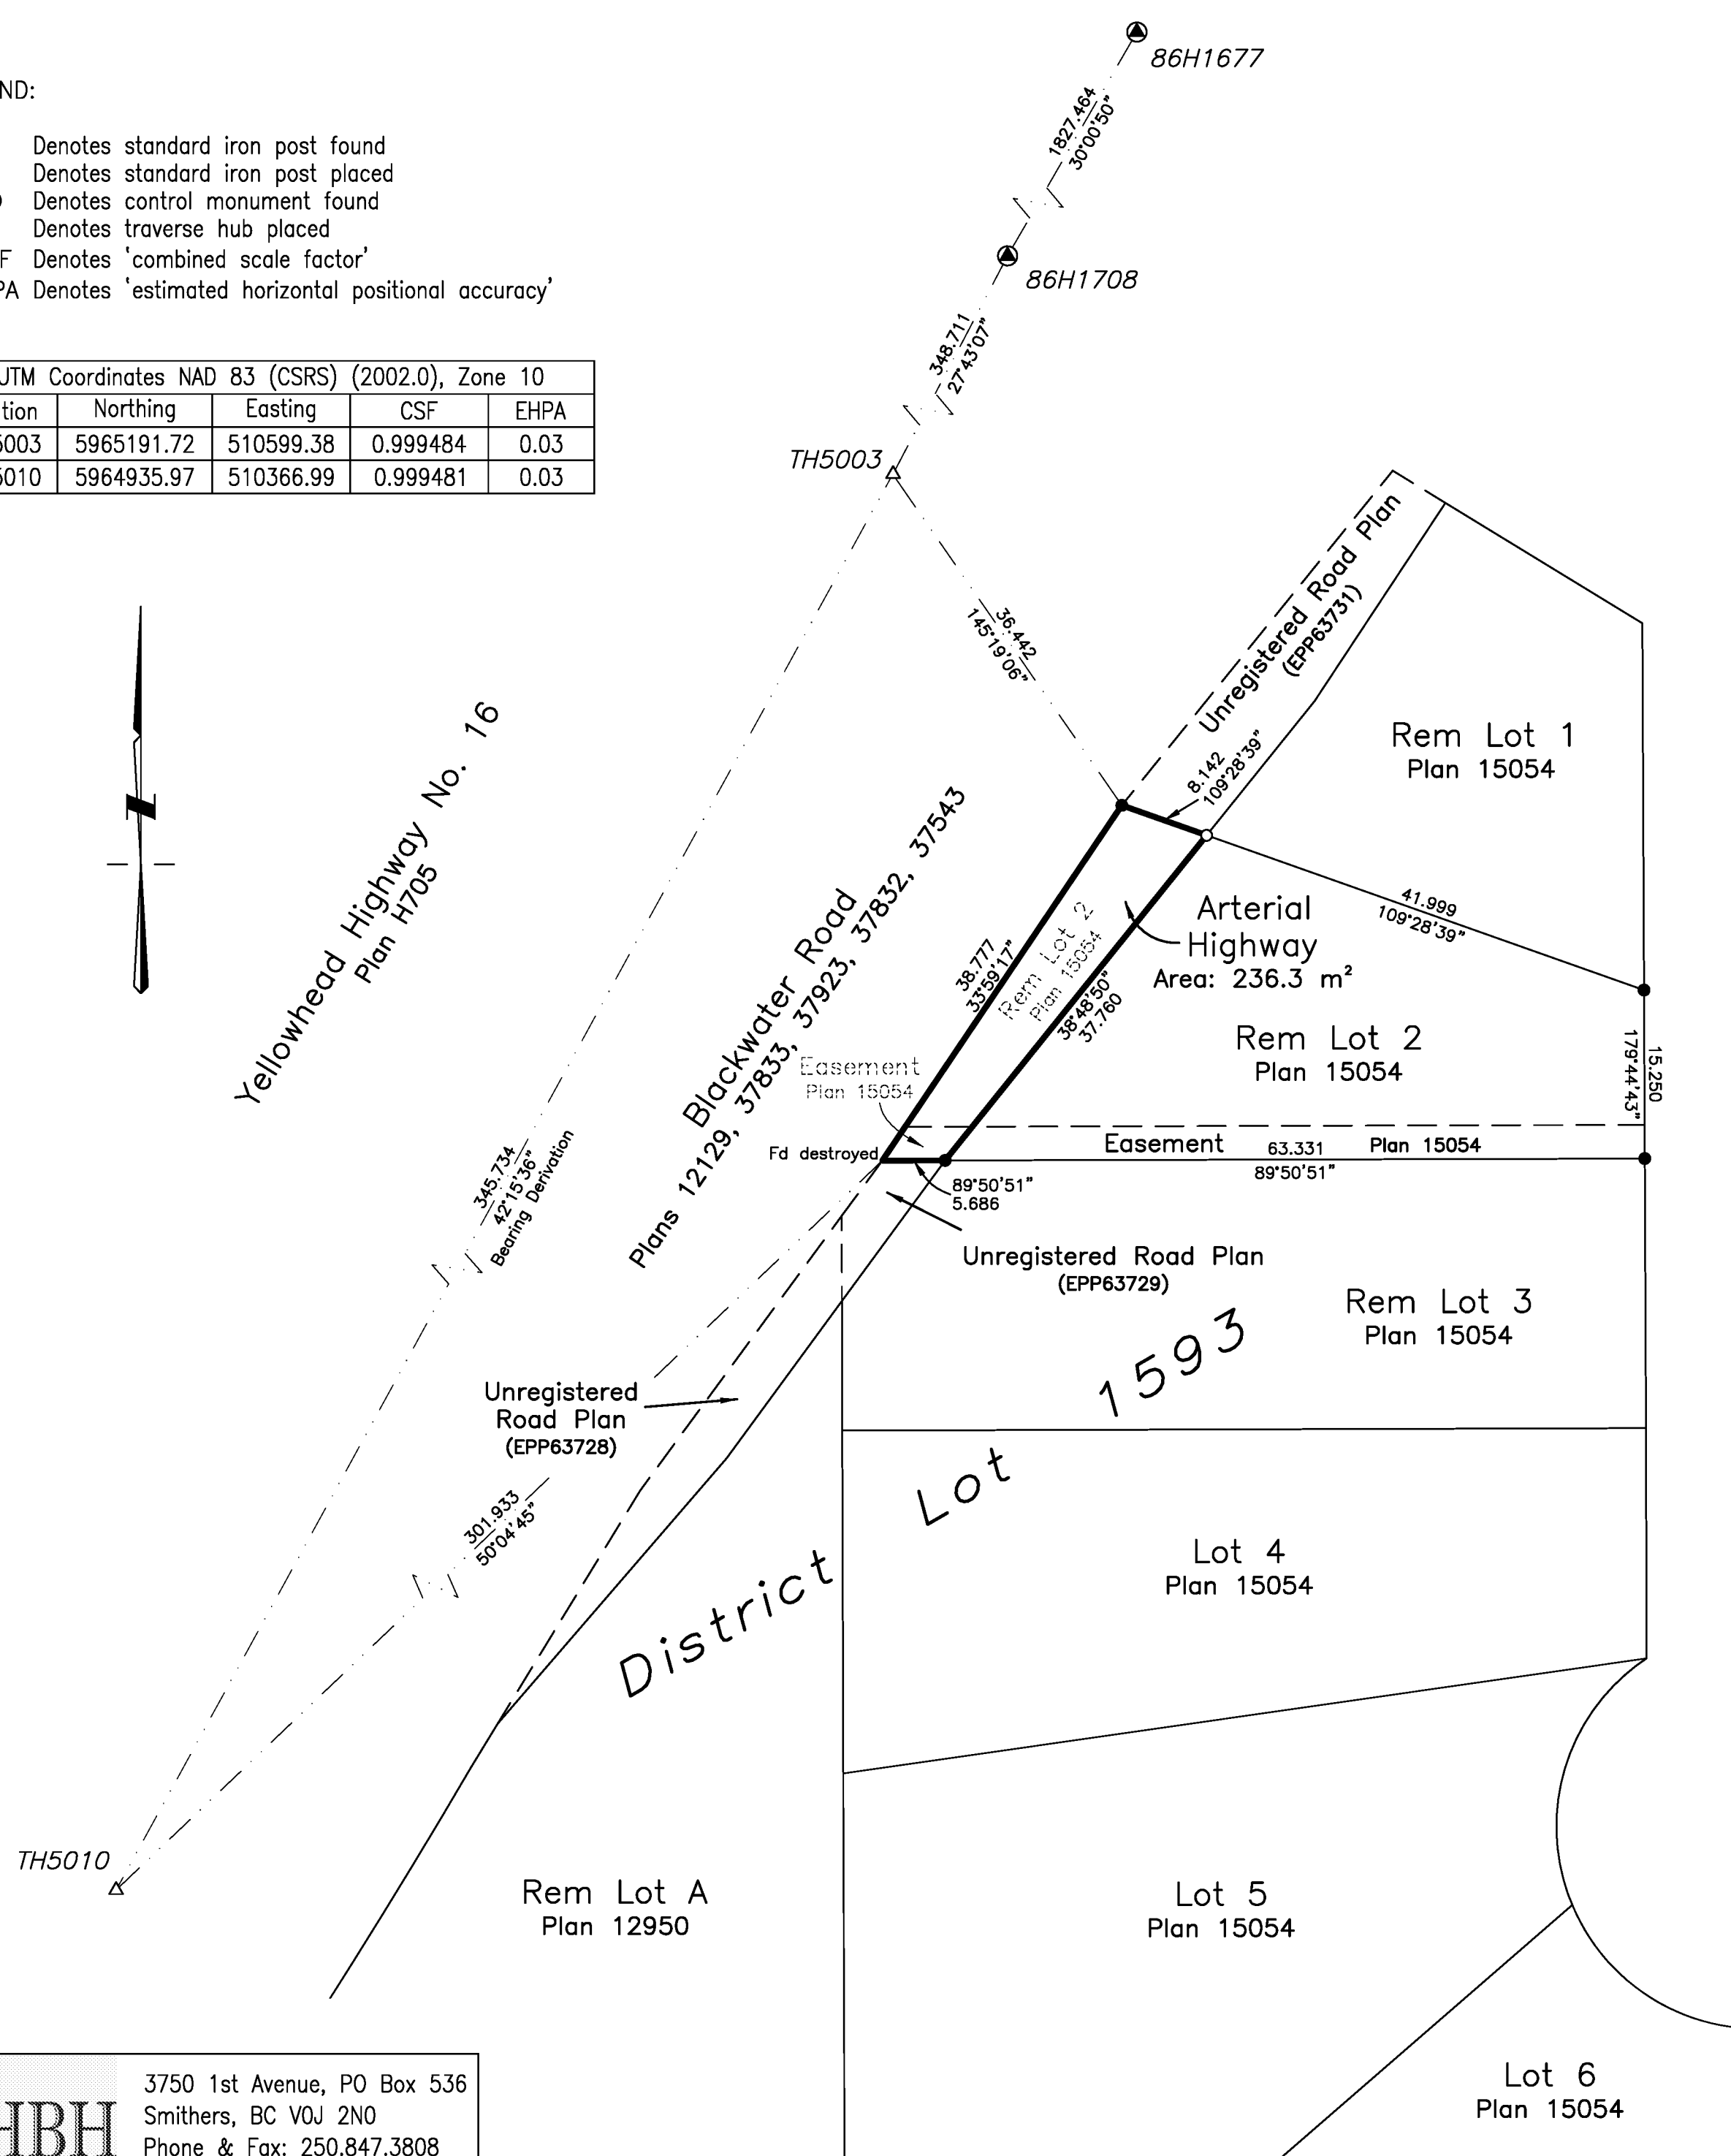 86H1677
ND:
1827.464
30°00'50"
Denotes standard iron post found
Denotes standard iron post placed
Denotes control monument found
Denotes traverse hub placed
F Denotes 'combined scale factor'
PA Denotes 'estimated horizontal positional accuracy'
86H1708
348.711
27°43'07"
UTM Coordinates NAD 83 (CSRS) (2002.0), Zone 10
tion Northing Easting CSF EHPA
5003 5965191.72 510599.38 0.999484 0.03
5010 5964935.97 510366.99 0.999481 0.03
TH5003
36.442
145°19'06"
Unregistered Road Plan
(EPP63731)
Rem Lot 1
Plan 15054
8.142
109°28'39"
Yellowhead Highway No. 16
Plan H705
Blackwater Road
Plans 12129, 37833, 37923, 37832, 37543
38.777
33°59'17"
Rem Lot 2
Plan 15054
38°48'50"
37.760
Arterial
Highway
Area: 236.3 m²
41.999
109°28'39"
Rem Lot 2
Plan 15054
15.250
179°44'43"
Easement
Plan 15054
Fd destroyed
Easement 63.331 Plan 15054
89°50'51"
89°50'51"
5.686
345.734
42°15'36"
Bearing Derivation
Unregistered Road Plan
(EPP63729)
Rem Lot 3
Plan 15054
Unregistered
Road Plan
(EPP63728)
301.933
50°04'45"
District Lot 1593
Lot 4
Plan 15054
TH5010
Rem Lot A
Plan 12950
Lot 5
Plan 15054
Lot 6
Plan 15054
HBH
3750 1st Avenue, PO Box 536
Smithers, BC V0J 2N0
Phone & Fax: 250.847.3808